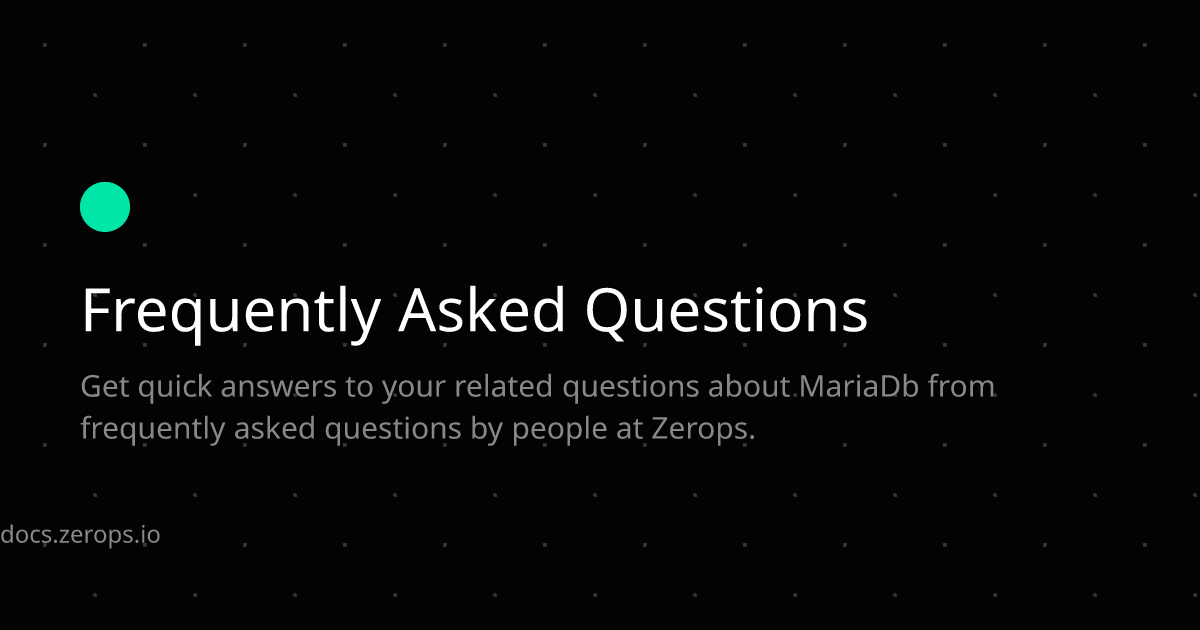 Frequently Asked Questions
Get quick answers to your related questions about MariaDb from
frequently asked questions by people at Zerops.
docs.zerops.io